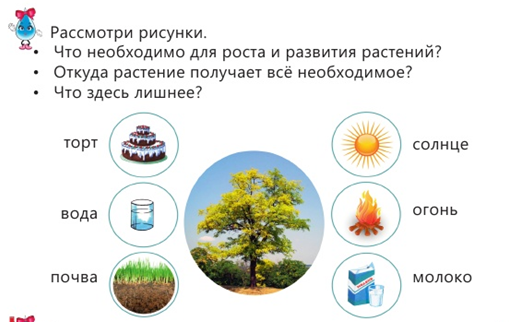 Рассмотри рисунки.
• Что необходимо для роста и развития растений?
• Откуда растение получает всё необходимое?
• Что здесь лишнее?
торт
солнце
вода
огонь
почва
молоко